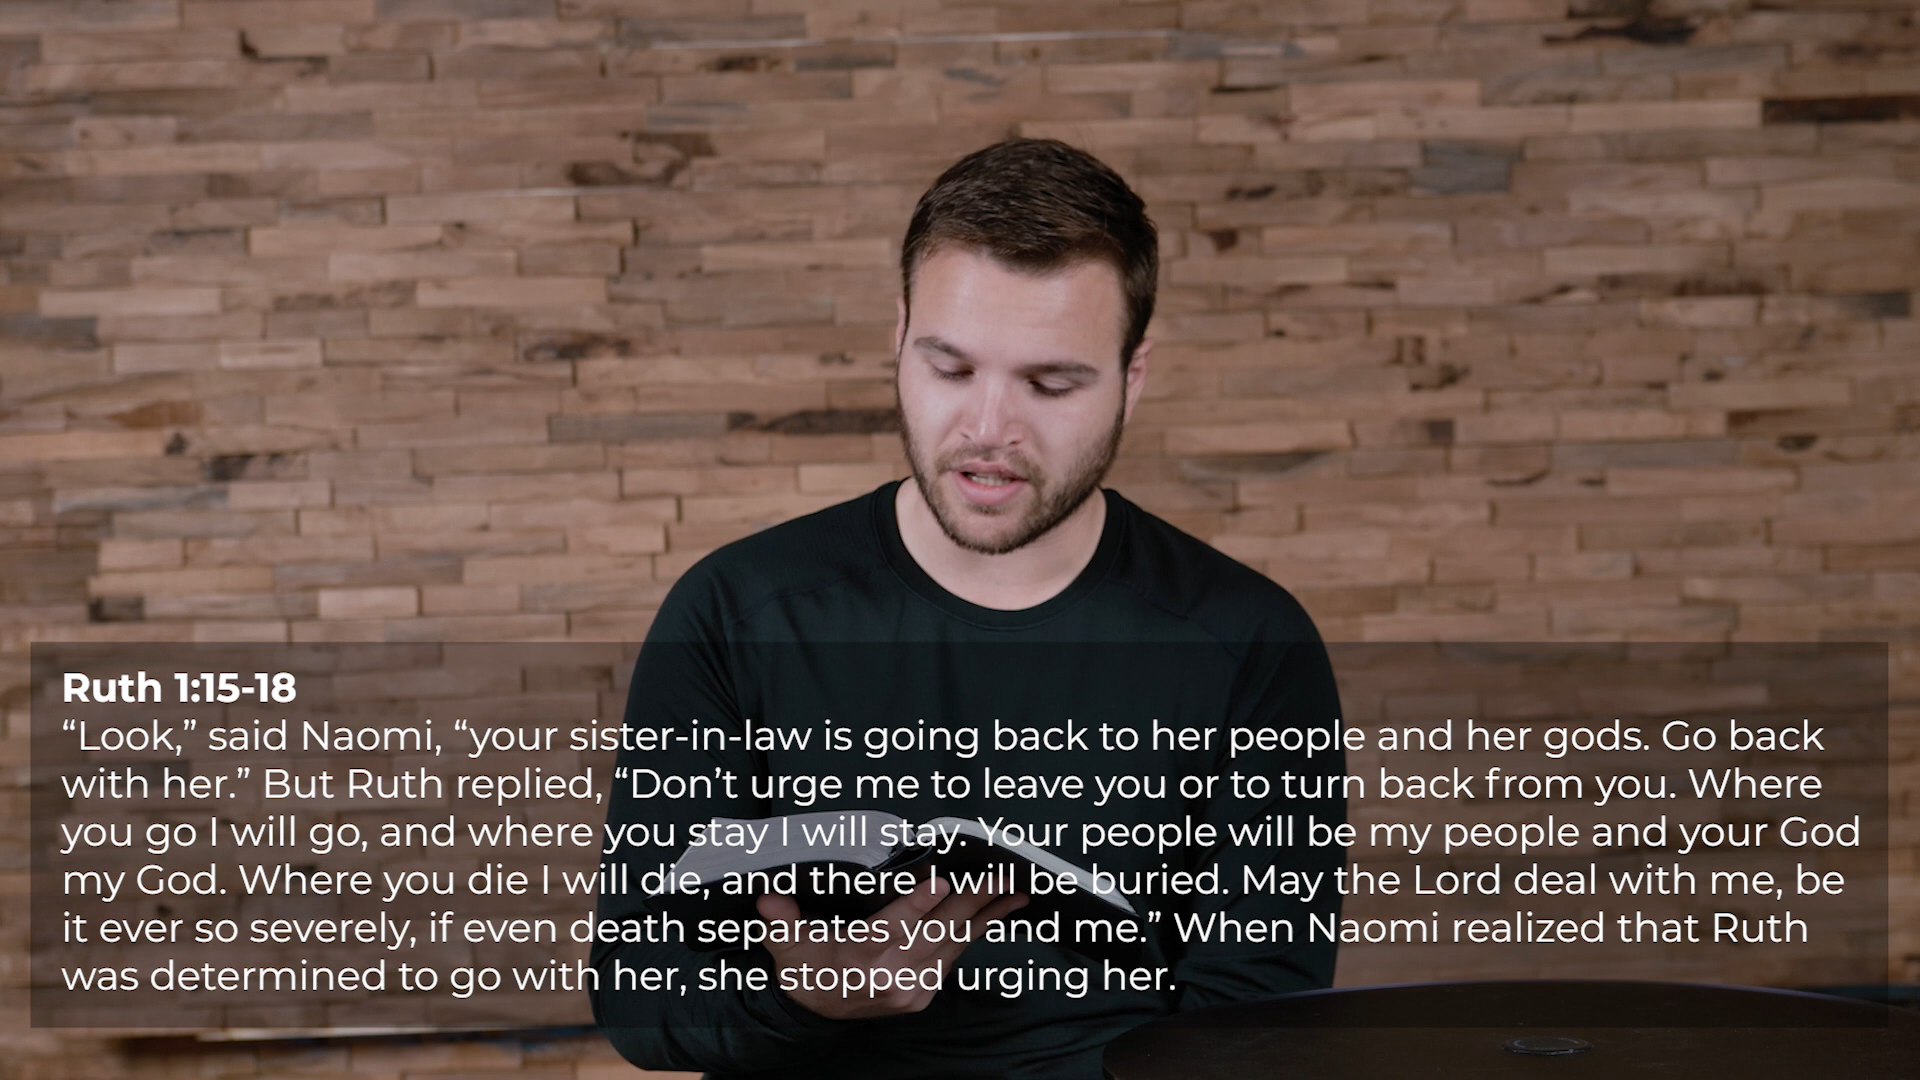 Ruth 1:15-18
“Look,” said Naomi, “your sister-in-law is going back to her people and her gods. Go back
with her.” But Ruth replied, “Don’t urge me to leave you or to turn back from you. Where
you go I will go, and where you stay I will stay. Your people will be my people and your God
my God. Where you die I will die, and there I will be buried. May the Lord deal with me, be
it ever so severely, if even death separates you and me.” When Naomi realized that Ruth
was determined to go with her, she stopped urging her.